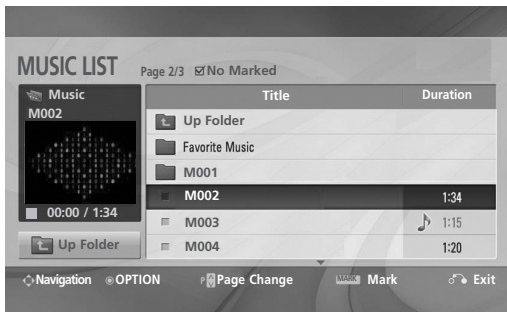 MUSIC LIST Page 2/3 No Marked
Music
M002
00:00 / 1:34
Up Folder
Title Duration
Up Folder
Favorite Music
M001
M002 1:34
M003 1:15
M004 1:20
Navigation OPTION P Page Change MARK Mark Exit